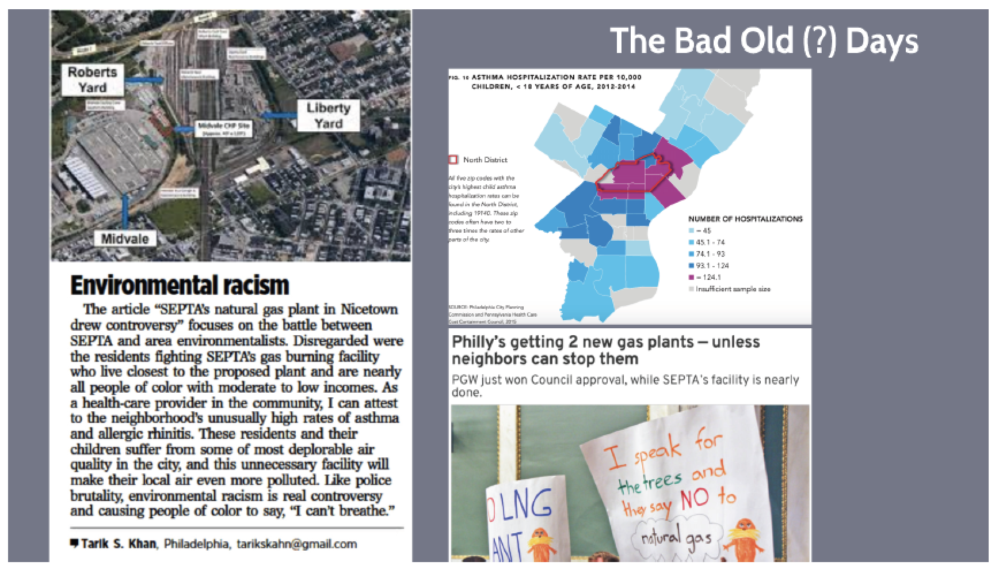 The Bad Old (?) Days
Roberts
Yard
Liberty
Yard
Midvale CHP Site
Midvale
Environmental racism
The article “SEPTA’s natural gas plant in Nicetown
drew controversy” focuses on the battle between
SEPTA and area environmentalists. Disregarded were
the residents fighting SEPTA’s gas burning facility
who live closest to the proposed plant and are nearly
all people of color with moderate to low incomes. As
a health-care provider in the community, I can attest
to the neighborhood’s unusually high rates of asthma
and allergic rhinitis. These residents and their
children suffer from some of most deplorable air
quality in the city, and this unnecessary facility will
make their local air even more polluted. Like police
brutality, environmental racism is real controversy
and causing people of color to say, “I can’t breathe.”
Tarik S. Khan, Philadelphia, tarikskahn@gmail.com
FIG. 10 ASTHMA HOSPITALIZATION RATE PER 10,000
CHILDREN, < 18 YEARS OF AGE, 2012-2014
North District
All five zip codes with the
city's highest child asthma
hospitalization rates can be
found in the North District,
including 19140. These zip
codes often have two to
three times the rates of other
parts of the city.
NUMBER OF HOSPITALIZATIONS
~ 45
45.1 - 74
74.1 - 93
93.1 - 124
~ 124.1
Insufficient sample size
SOURCE: Philadelphia City Planning
Commission and Pennsylvania Health Care
Cost Containment Council, 2015
Philly’s getting 2 new gas plants — unless
neighbors can stop them
PGW just won Council approval, while SEPTA’s facility is nearly
done.
O LNG
ANT
I speak for
the trees and
they say NO to
natural gas